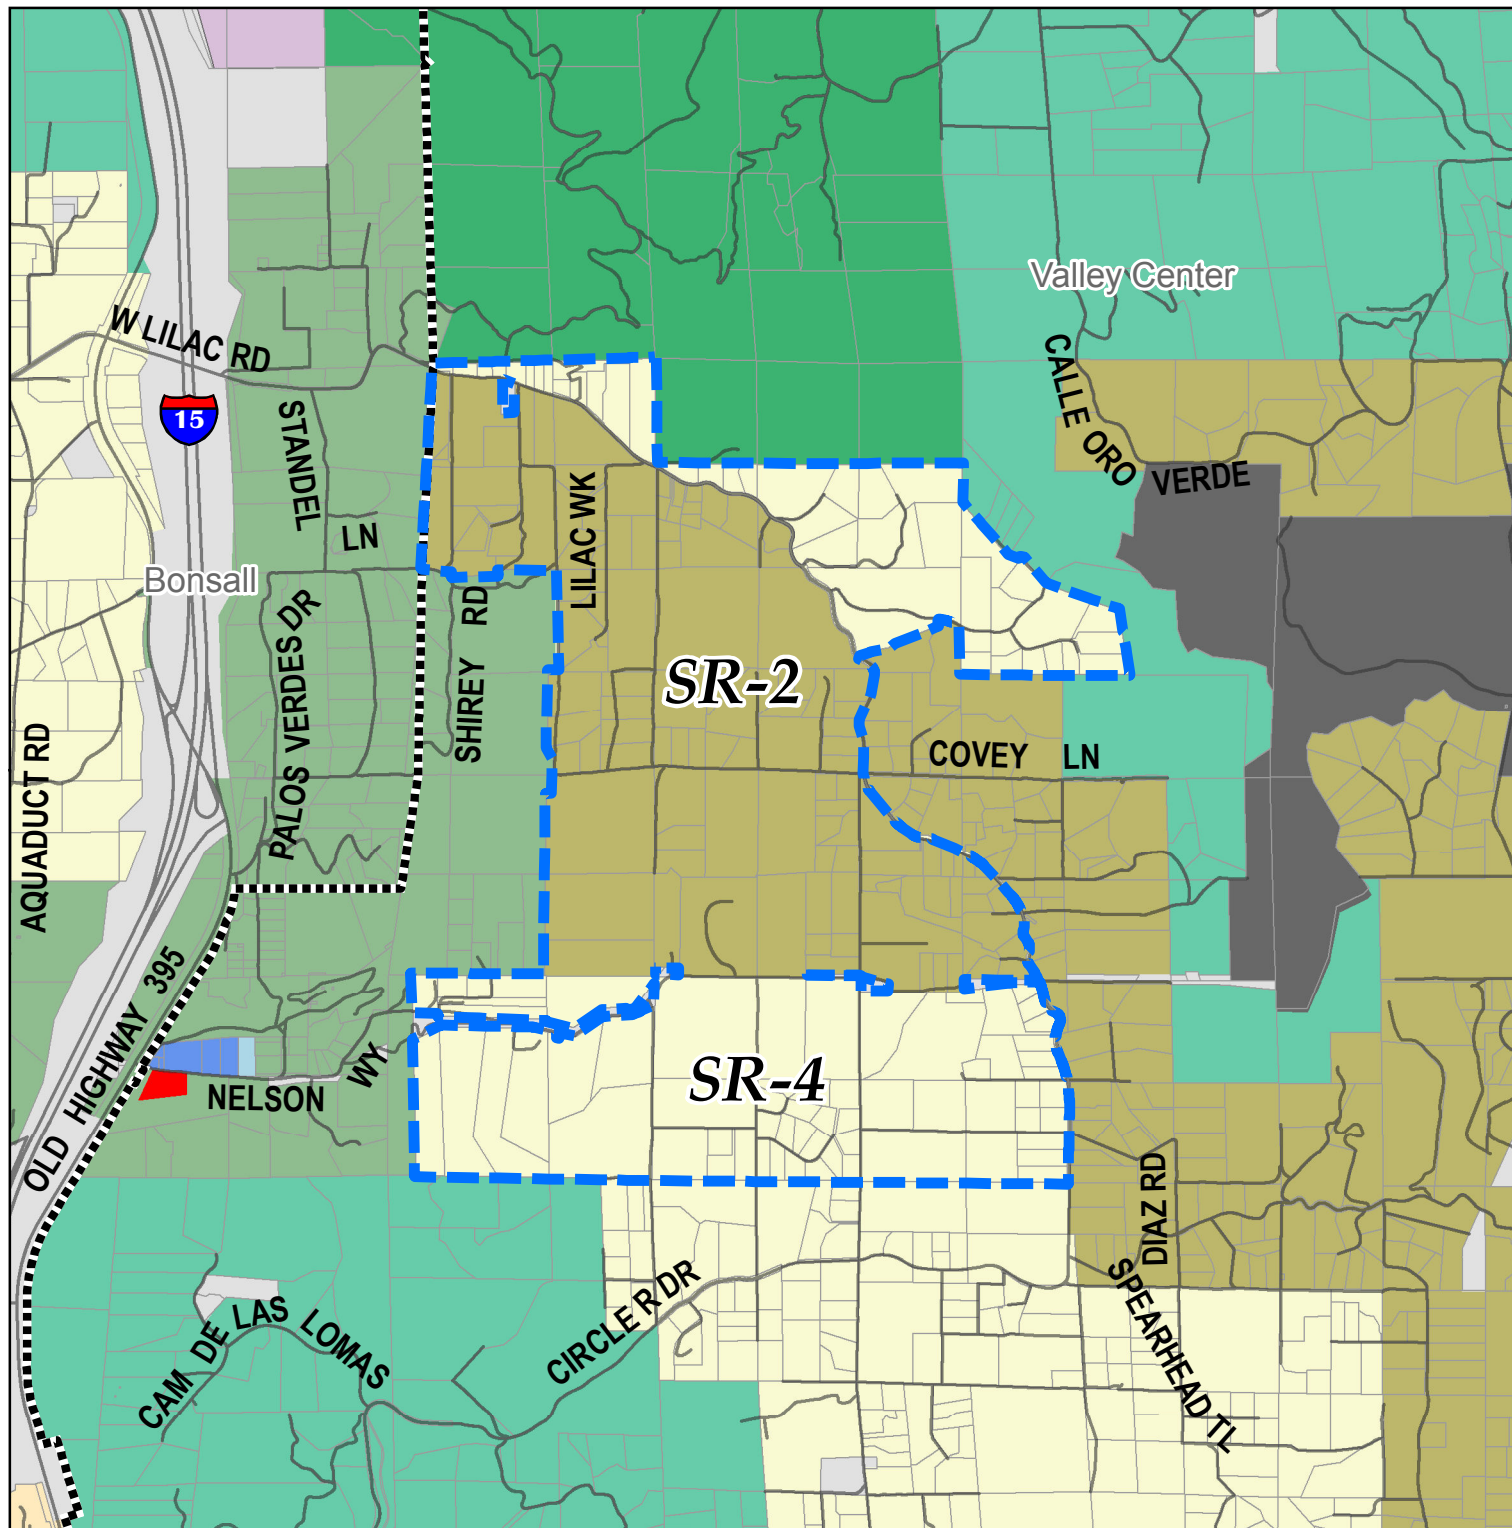 Valley Center
W LILAC RD
CALLE ORO VERDE
15
STANDEL LN
LILAC WK
Bonsall
PALOS VERDES DR
SHIREY RD
SR-2
AQUADUCT RD
COVEY LN
OLD HIGHWAY 395
NELSON WY
SR-4
DIAZ RD
CIRCLE R DR
SPEARHEAD TL
CAM DE LAS LOMAS